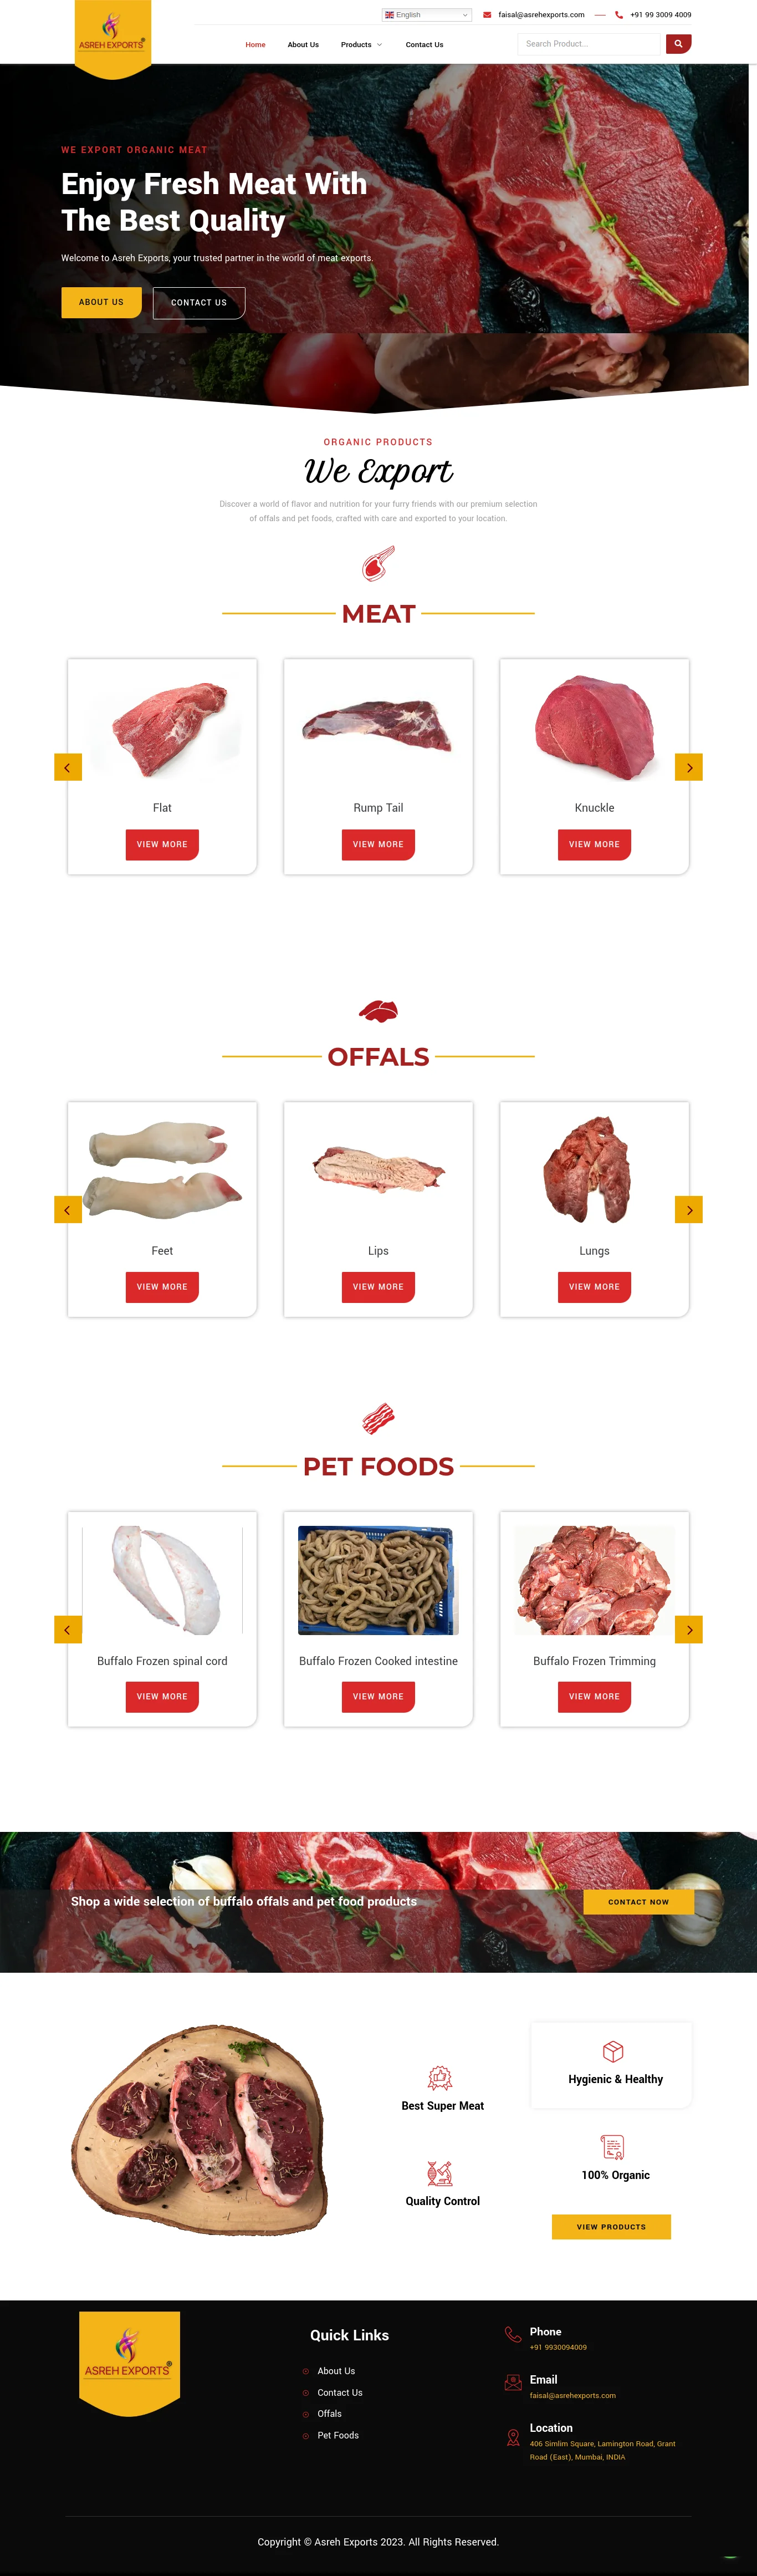 English
faisal@asrehexports.com
+91 99 3009 4009
ASREH EXPORTS®
Home
About Us
Products
Contact Us
Search Product...
WE EXPORT ORGANIC MEAT
Enjoy Fresh Meat With
The Best Quality
Welcome to Asreh Exports, your trusted partner in the world of meat exports.
ABOUT US
CONTACT US
ORGANIC PRODUCTS
We Export
Discover a world of flavor and nutrition for your furry friends with our premium selection
of offals and pet foods, crafted with care and exported to your location.
MEAT
Flat
Rump Tail
Knuckle
VIEW MORE
VIEW MORE
VIEW MORE
OFFALS
Feet
Lips
Lungs
VIEW MORE
VIEW MORE
VIEW MORE
PET FOODS
Buffalo Frozen spinal cord
Buffalo Frozen Cooked intestine
Buffalo Frozen Trimming
VIEW MORE
VIEW MORE
VIEW MORE
Shop a wide selection of buffalo offals and pet food products
CONTACT NOW
Hygienic & Healthy
Best Super Meat
100% Organic
Quality Control
VIEW PRODUCTS
ASREH EXPORTS®
Quick Links
About Us
Contact Us
Offals
Pet Foods
Phone
+91 9930094009
Email
faisal@asrehexports.com
Location
406 Simlim Square, Lamington Road, Grant
Road (East), Mumbai, INDIA
Copyright © Asreh Exports 2023. All Rights Reserved.